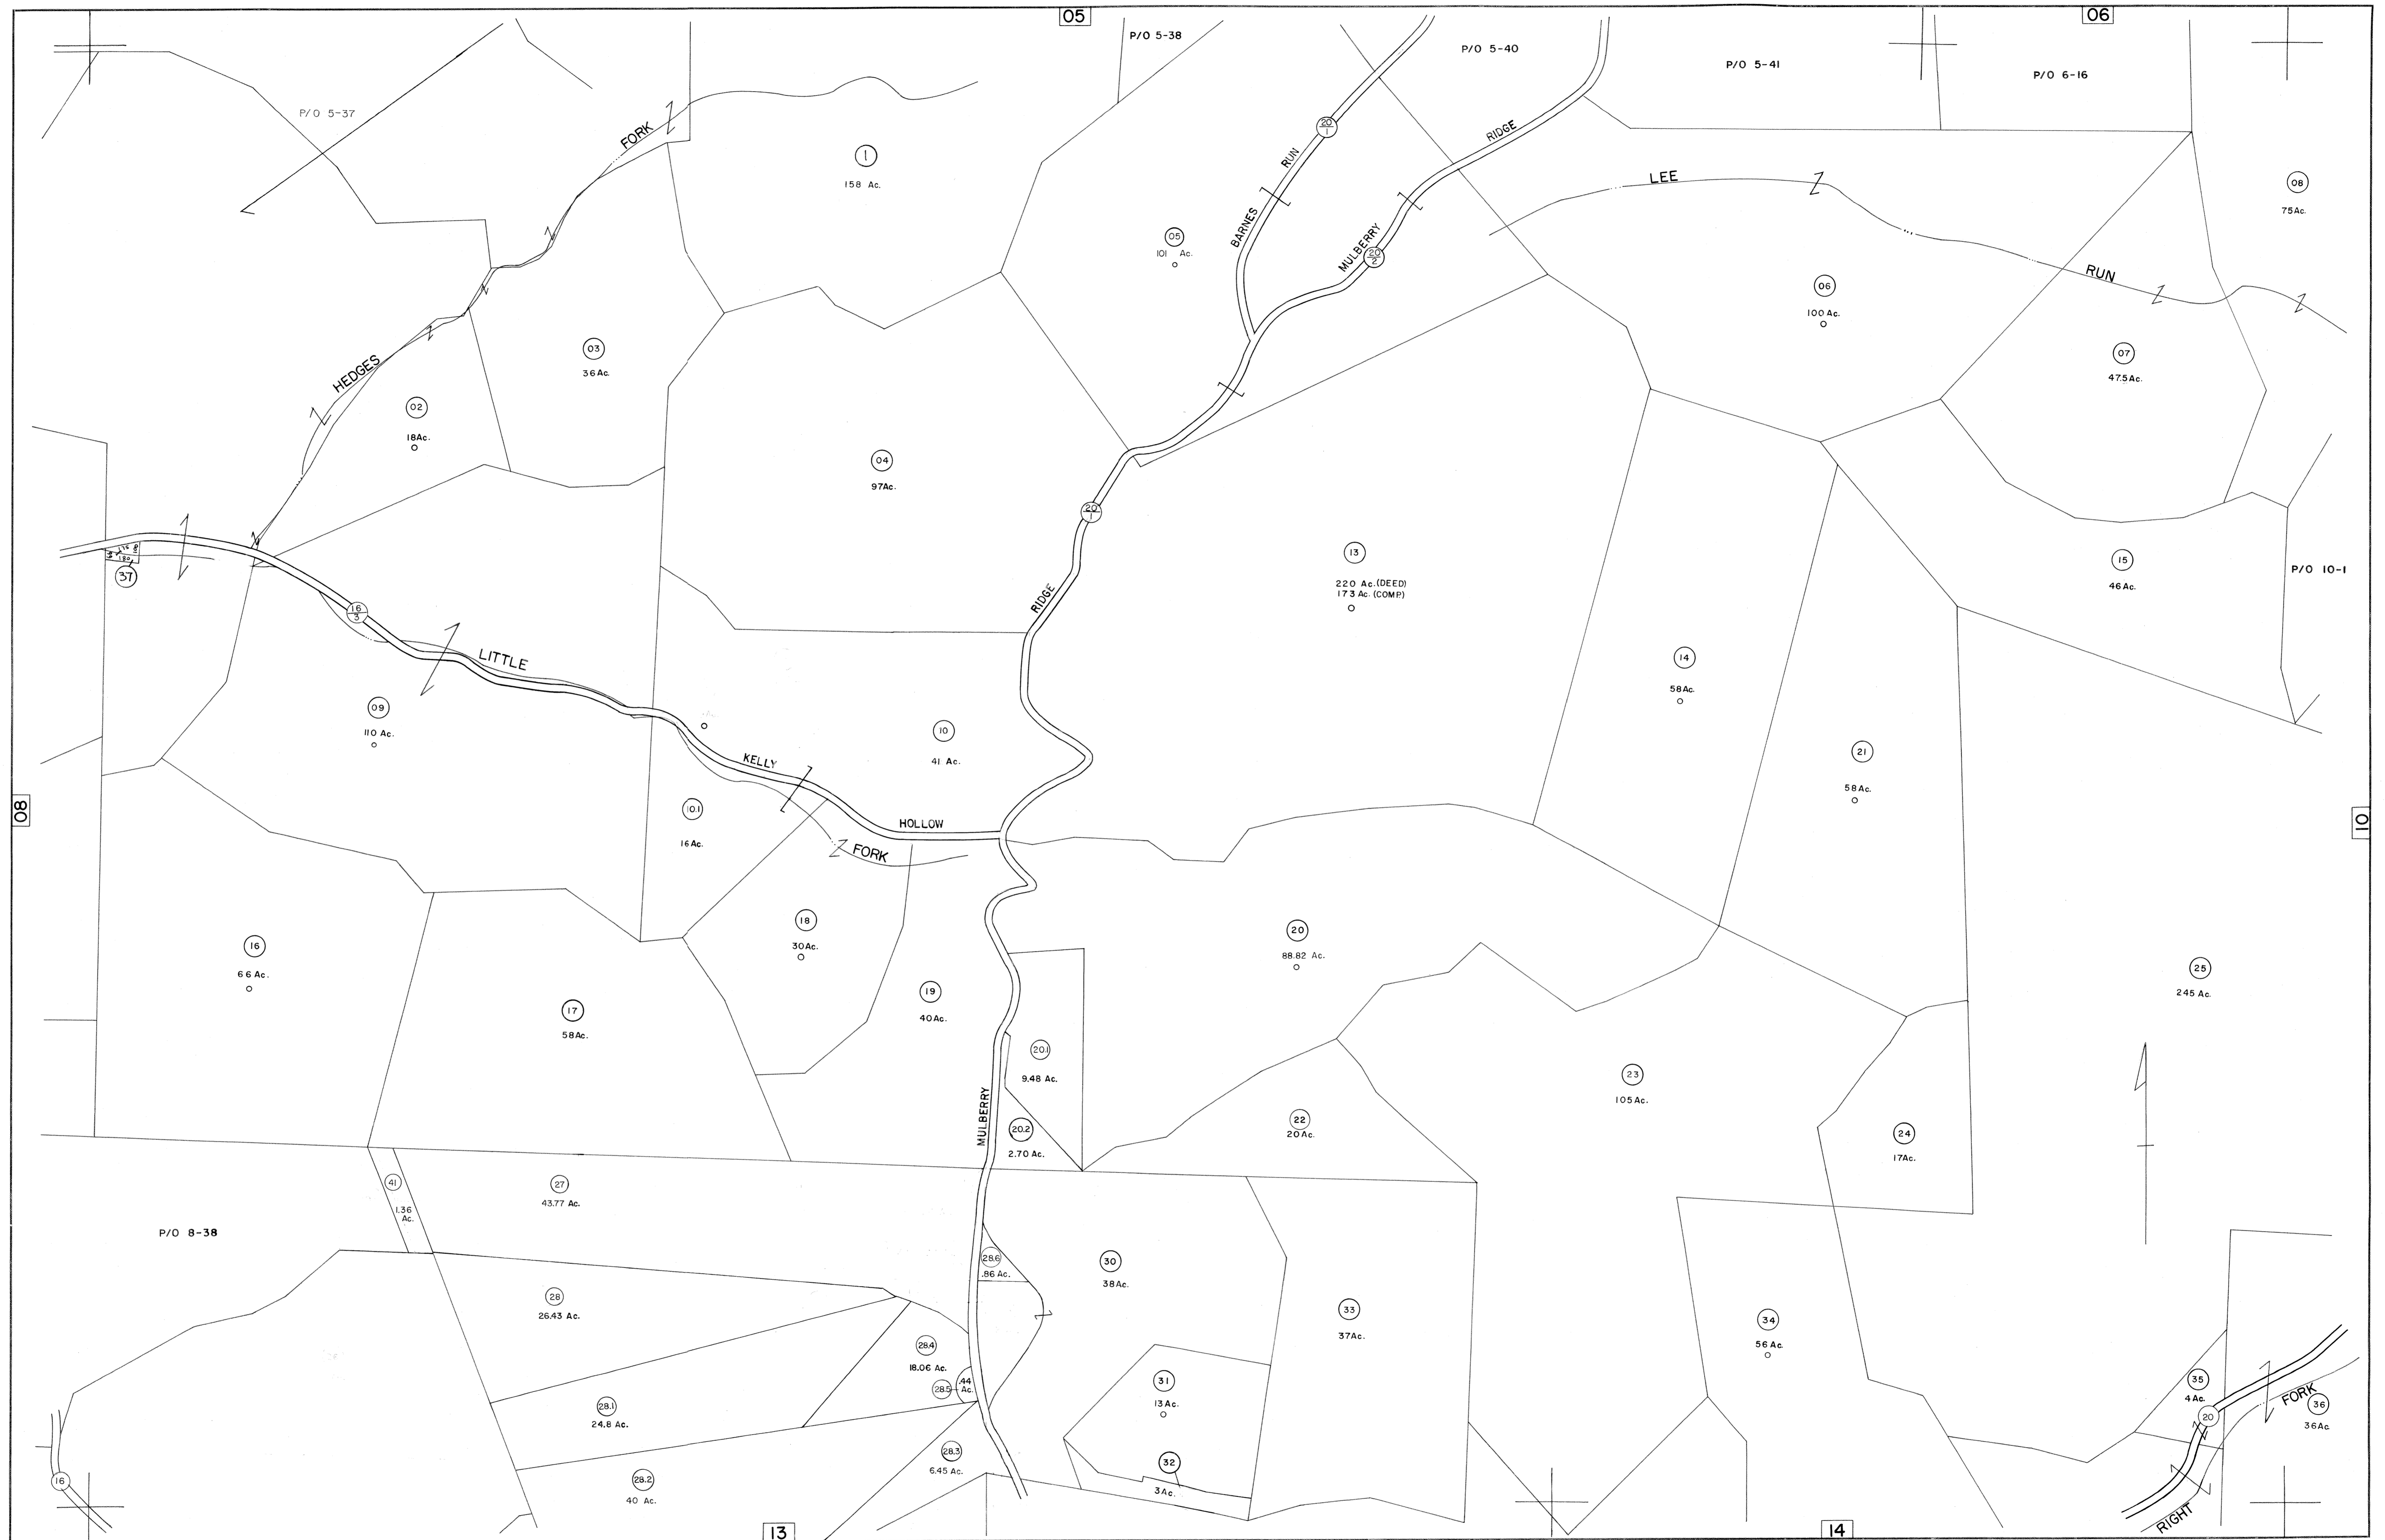 05
06
P/O 5-38
P/O 5-40
P/O 5-41
P/O 6-16
P/O 5-37
FORK
1
158 Ac.
20
1
RUN
BARNES
RIDGE
MULBERRY
20
2
LEE
RUN
08
75Ac.
05
101 Ac.
06
100 Ac.
07
47.5Ac.
03
36Ac.
HEDGES
02
18Ac.
04
97Ac.
20
1
RIDGE
13
220 Ac.(DEED)
173 Ac.(COMP.)
15
46Ac.
P/O 10-1
180
37
16
3
LITTLE
14
58Ac.
09
110 Ac.
10
41 Ac.
KELLY
HOLLOW
FORK
21
58Ac.
08
10
10.1
16Ac.
18
30Ac.
16
66 Ac.
17
58Ac.
19
40Ac.
20
88.82 Ac.
25
245 Ac.
20.1
9.48 Ac.
MULBERRY
20.2
2.70 Ac.
22
20Ac.
23
105Ac.
24
17Ac.
41
1.36
Ac.
27
43.77 Ac.
P/O 8-38
28.6
.86 Ac.
30
38Ac.
28
26.43 Ac.
33
37Ac.
34
56Ac.
28.4
18.06 Ac.
28.5
.44
Ac.
31
13Ac.
28.1
24.8 Ac.
35
4Ac.
20
FORK
36
36Ac
28.3
6.45 Ac.
32
3Ac.
28.2
40 Ac.
16
RIGHT
13
14